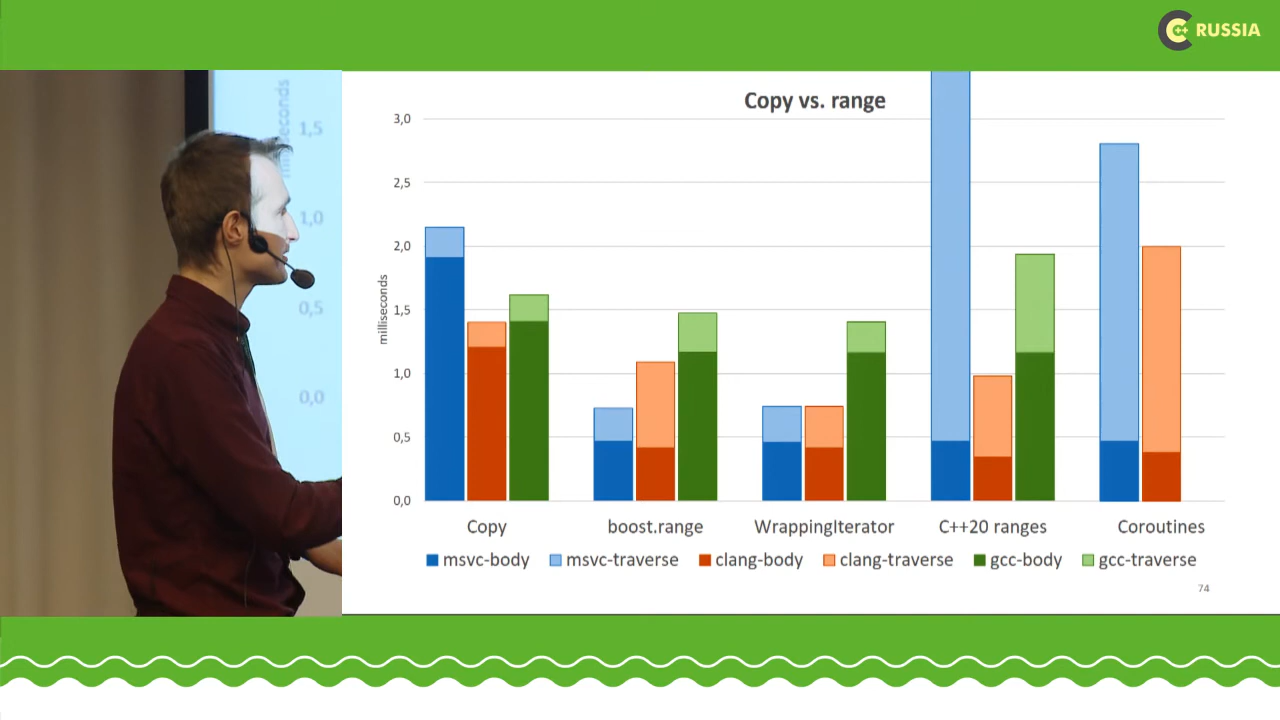 C++ RUSSIA
milliseconds
1,5
1,0
0,5
0,0
Copy vs. range
milliseconds
3,0
2,5
2,0
1,5
1,0
0,5
0,0
Copy boost.range WrappingIterator C++20 ranges Coroutines
msvc-body msvc-traverse clang-body clang-traverse gcc-body gcc-traverse
74